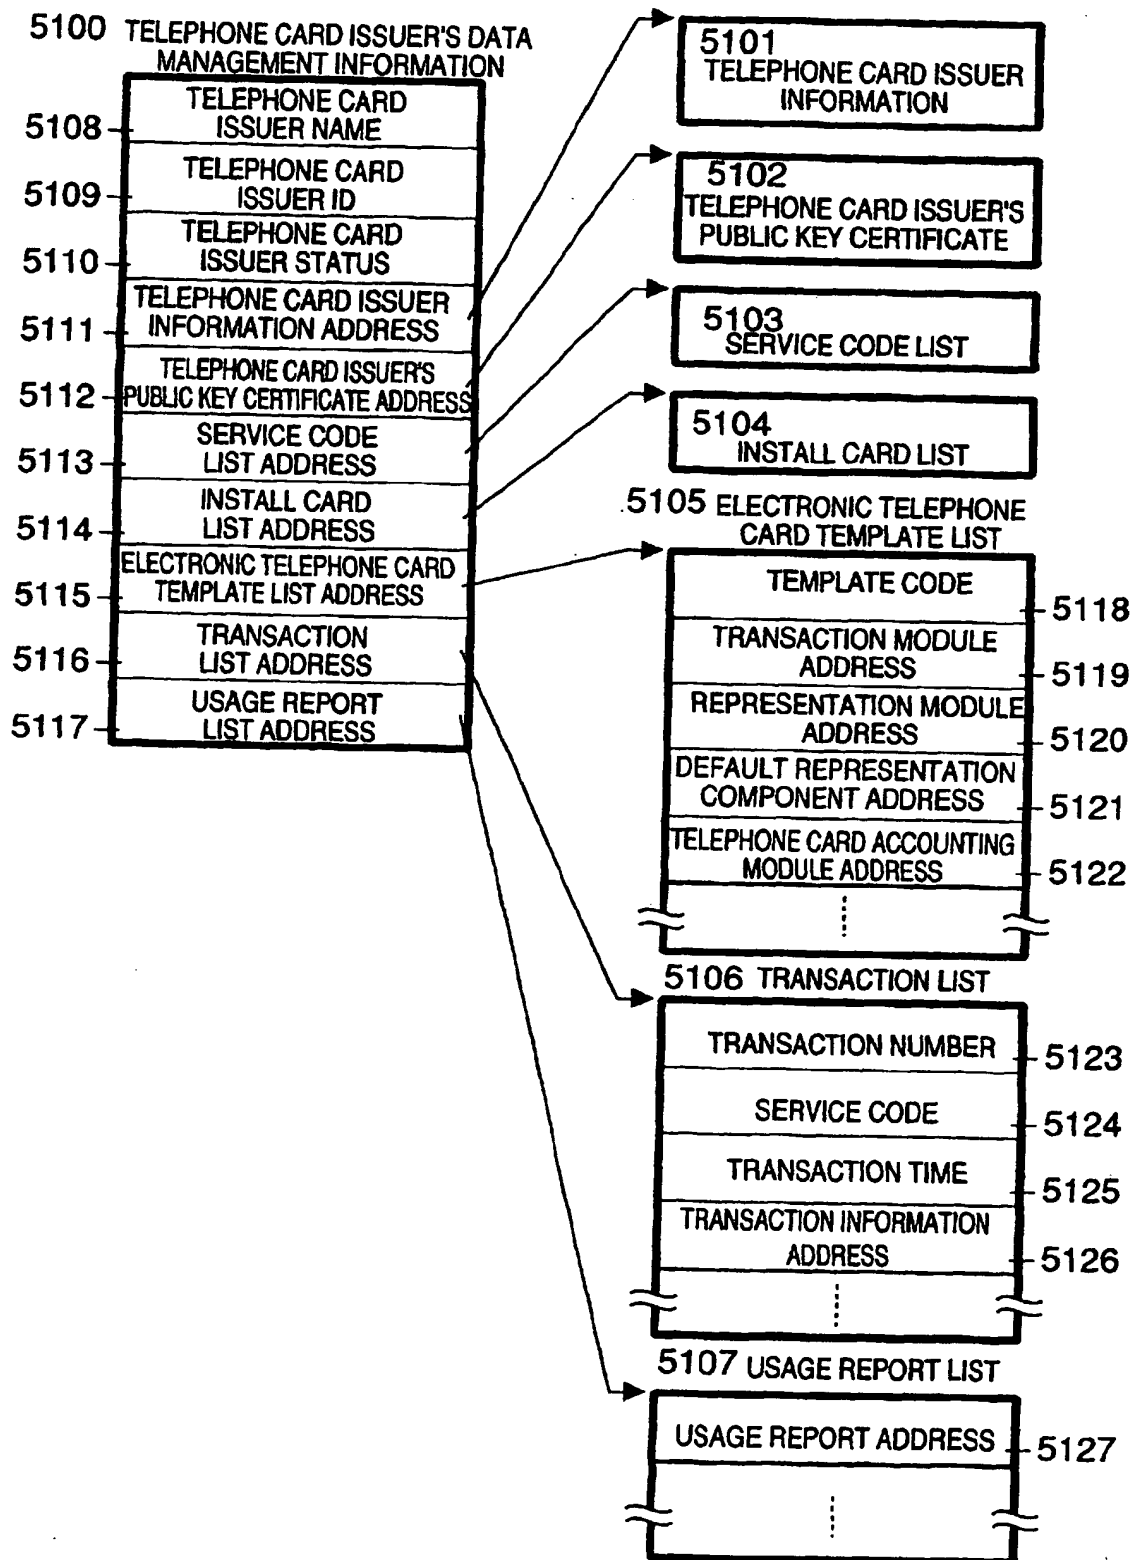 5100 TELEPHONE CARD ISSUER'S DATA
MANAGEMENT INFORMATION
TELEPHONE CARD
5108 ISSUER NAME
TELEPHONE CARD
5109 ISSUER ID
TELEPHONE CARD
5110 ISSUER STATUS
TELEPHONE CARD ISSUER
5111 INFORMATION ADDRESS
TELEPHONE CARD ISSUER'S
5112 PUBLIC KEY CERTIFICATE ADDRESS
SERVICE CODE
5113 LIST ADDRESS
INSTALL CARD
5114 LIST ADDRESS
ELECTRONIC TELEPHONE CARD
5115 TEMPLATE LIST ADDRESS
TRANSACTION
5116 LIST ADDRESS
USAGE REPORT
5117 LIST ADDRESS
5101
TELEPHONE CARD ISSUER
INFORMATION
5102
TELEPHONE CARD ISSUER'S
PUBLIC KEY CERTIFICATE
5103
SERVICE CODE LIST
5104
INSTALL CARD LIST
5105 ELECTRONIC TELEPHONE
CARD TEMPLATE LIST
TEMPLATE CODE
5118
TRANSACTION MODULE
ADDRESS 5119
REPRESENTATION MODULE
ADDRESS 5120
DEFAULT REPRESENTATION
COMPONENT ADDRESS 5121
TELEPHONE CARD ACCOUNTING
MODULE ADDRESS 5122
5106 TRANSACTION LIST
TRANSACTION NUMBER 5123
SERVICE CODE 5124
TRANSACTION TIME 5125
TRANSACTION INFORMATION
ADDRESS 5126
5107 USAGE REPORT LIST
USAGE REPORT ADDRESS 5127